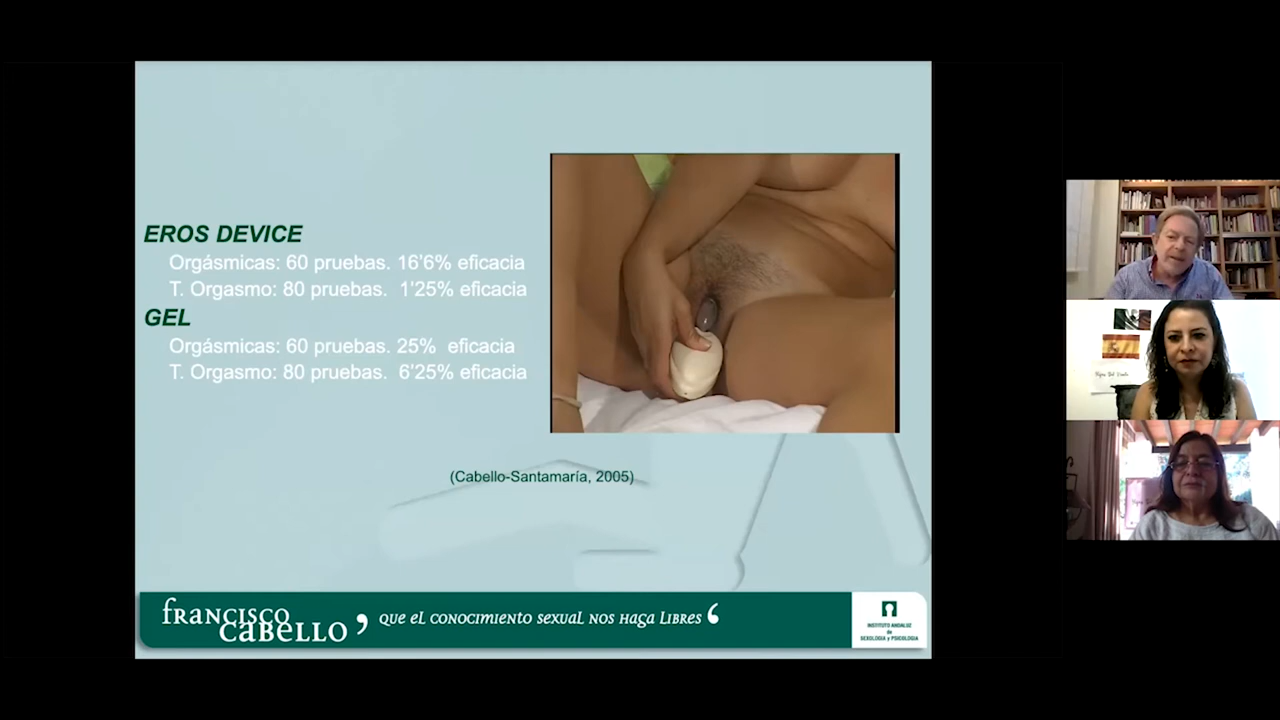 EROS DEVICE
Orgásmicas: 60 pruebas. 16'6% eficacia
T. Orgasmo: 80 pruebas. 1'25% eficacia
GEL
Orgásmicas: 60 pruebas. 25% eficacia
T. Orgasmo: 80 pruebas. 6'25% eficacia
(Cabello-Santamaría, 2005)
fRANCISCO
CABELLO
, QUE EL CONOCIMIENTO SEXUAL NOS HAGA LIBRES ‘
INSTITUTO ANDALUZ
de
SEXOLOGÍA y PSICOLOGÍA